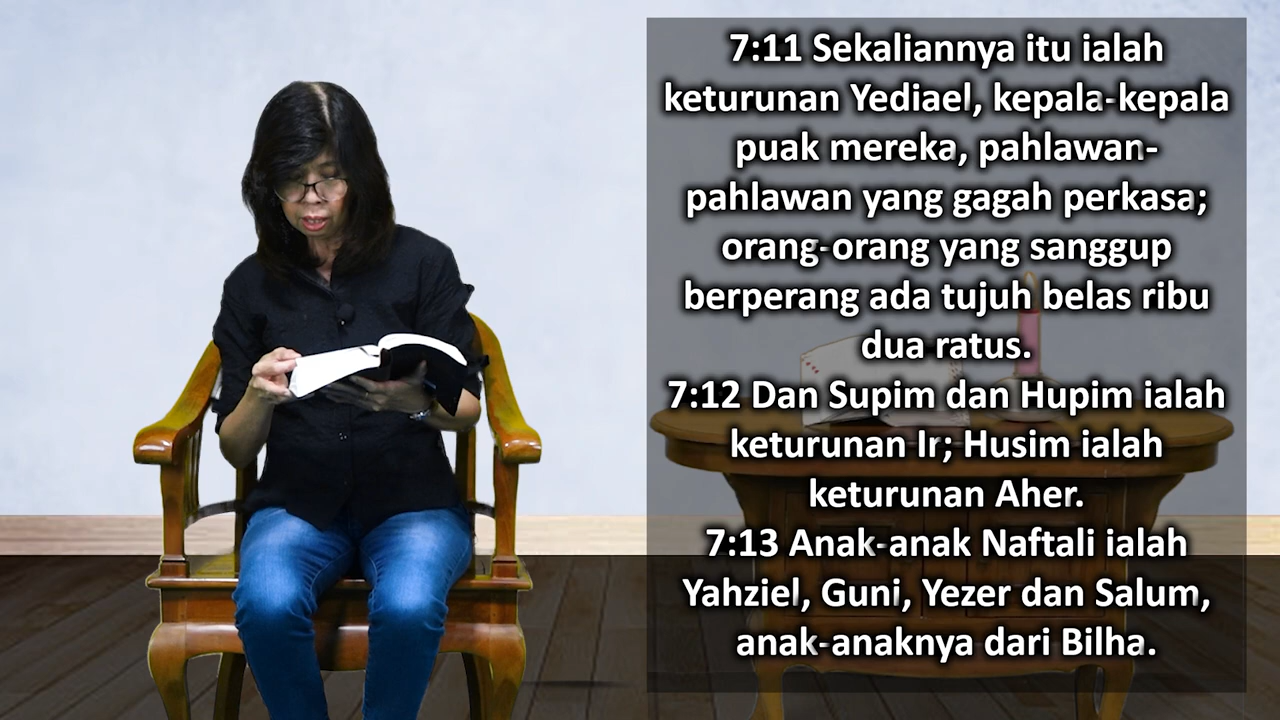 7:11 Sekaliannya itu ialah
keturunan Yediael, kepala-kepala
puak mereka, pahlawan-
pahlawan yang gagah perkasa;
orang-orang yang sanggup
berperang ada tujuh belas ribu
dua ratus.
7:12 Dan Supim dan Hupim ialah
keturunan Ir; Husim ialah
keturunan Aher.
7:13 Anak-anak Naftali ialah
Yahziel, Guni, Yezer dan Salum,
anak-anaknya dari Bilha.